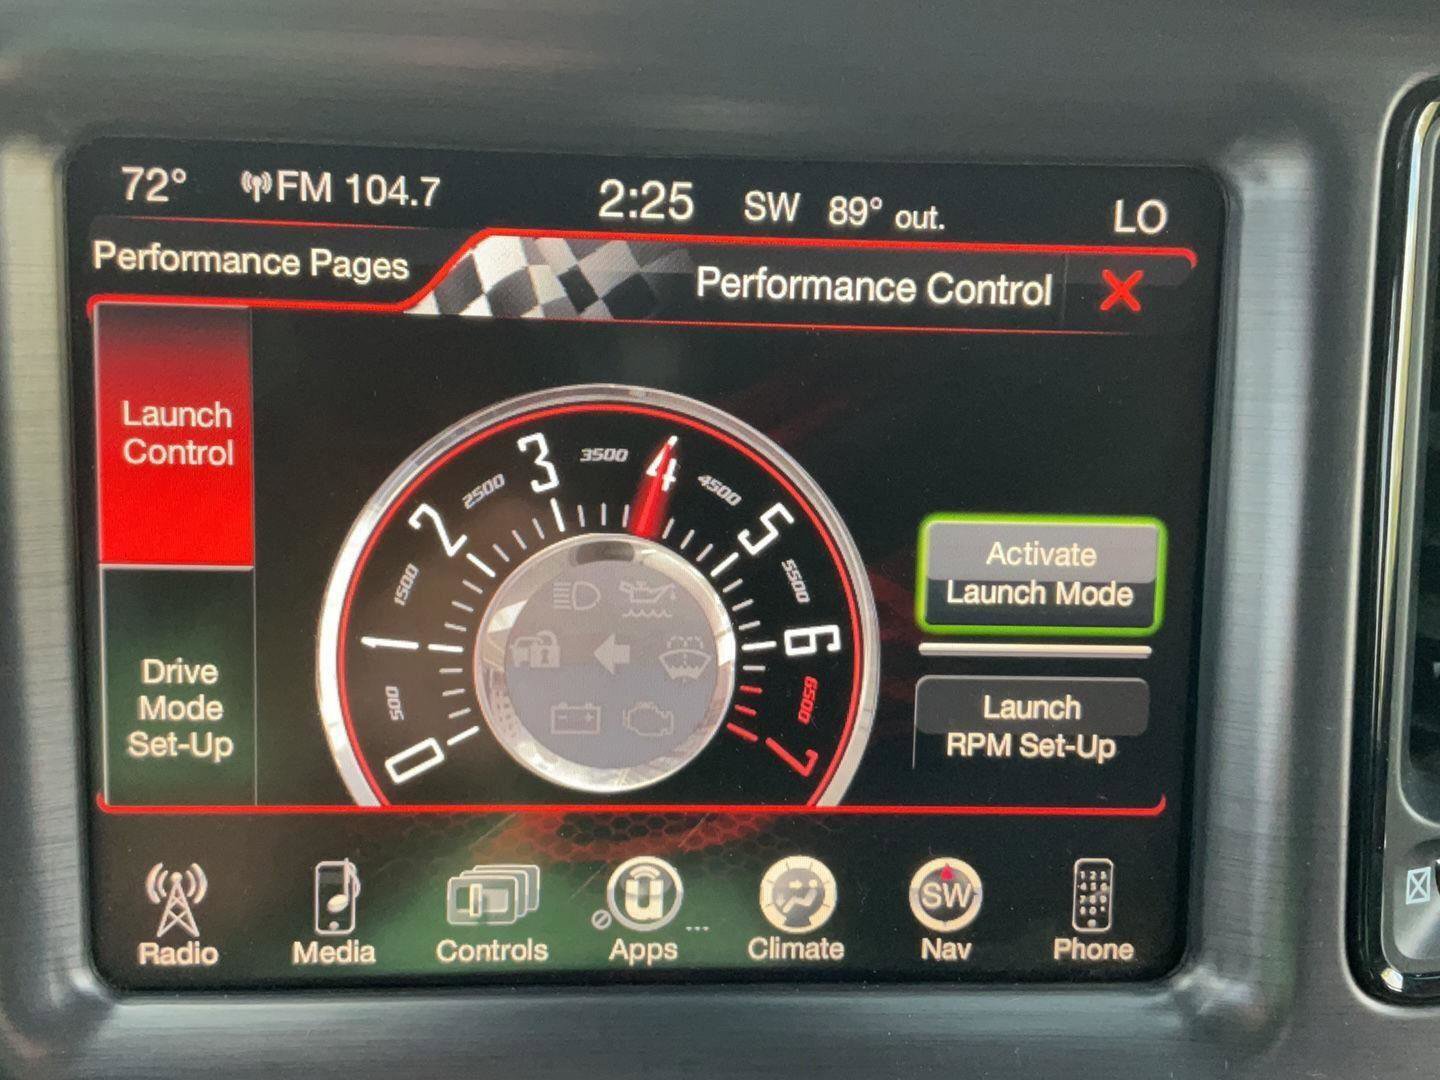 72° FM 104.7 2:25 SW 89° out. LO
Performance Pages
Performance Control
Launch
Control
Drive
Mode
Set-Up
0
500
1
1500
2
2500
3
3500
4
4500
5
5500
6
6500
7
Activate
Launch Mode
Launch
RPM Set-Up
SW
Radio Media Controls Apps ... Climate Nav Phone